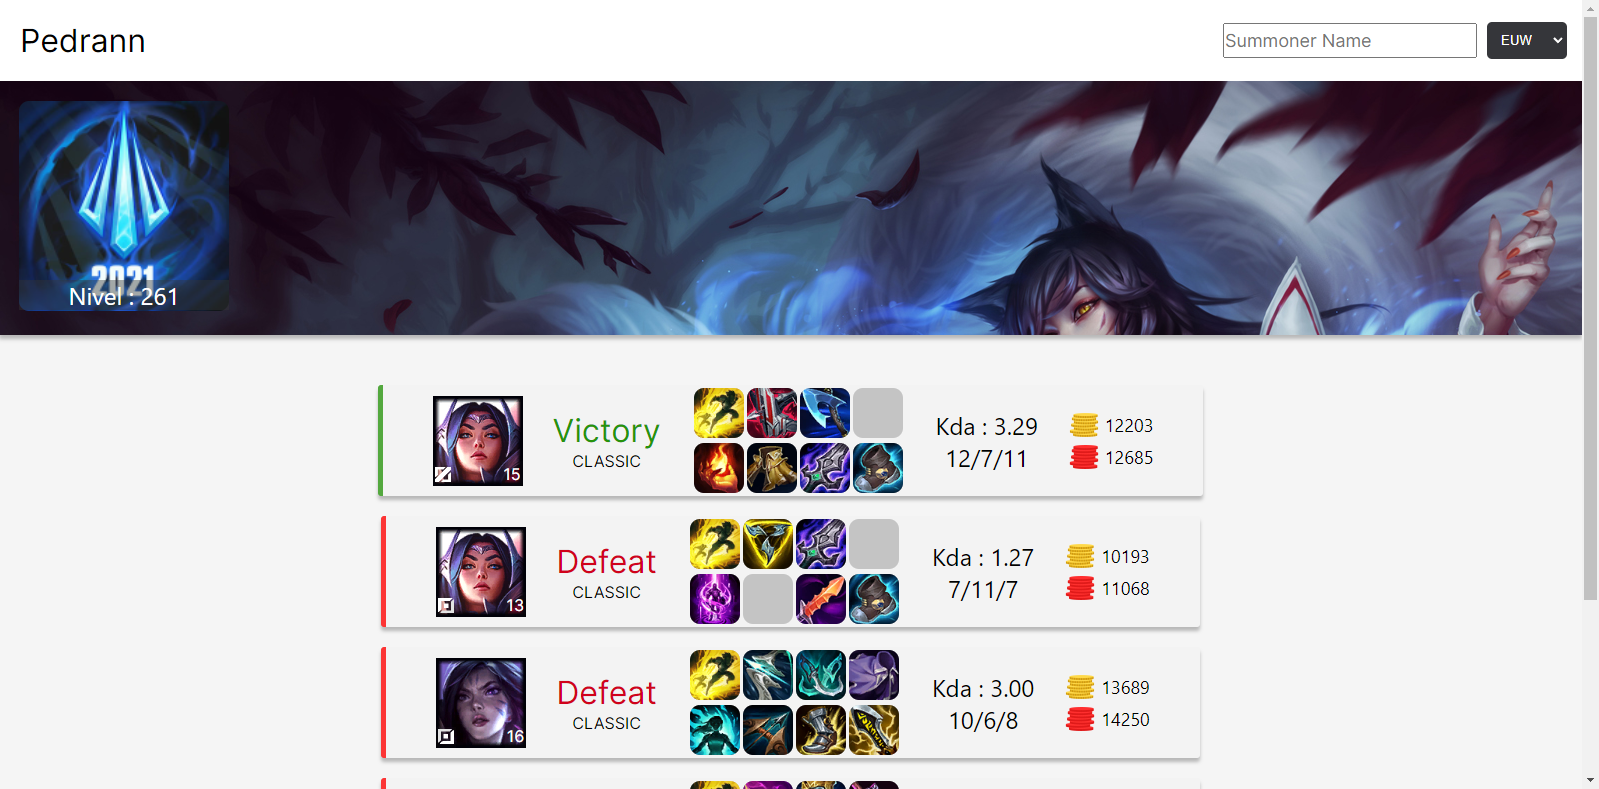 Pedrann
Summoner Name
EUW
2021
Nivel : 261
15
Victory
CLASSIC
Kda : 3.29
12/7/11
12203
12685
13
Defeat
CLASSIC
Kda : 1.27
7/11/7
10193
11068
16
Defeat
CLASSIC
Kda : 3.00
10/6/8
13689
14250